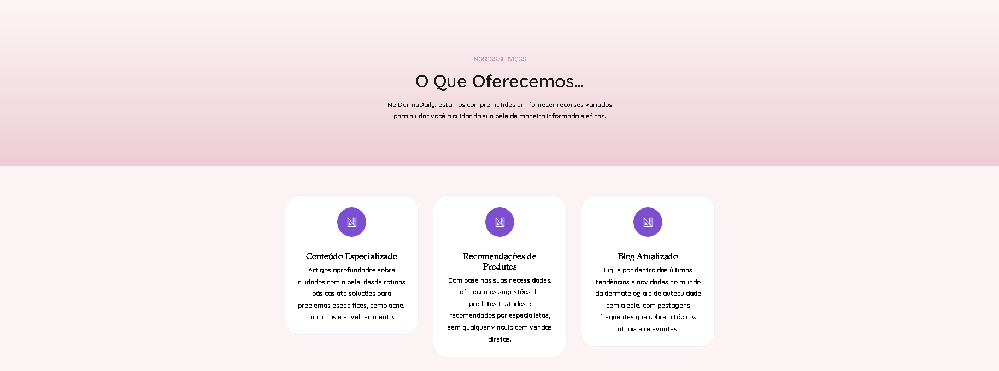 NOSSOS SERVIÇOS
O Que Oferecemos...
No DermaDaily, estamos comprometidos em fornecer recursos variados
para ajudar você a cuidar da sua pele de maneira informada e eficaz.
Conteúdo Especializado
Artigos aprofundados sobre
cuidados com a pele, desde rotinas
básicas até soluções para
problemas específicos, como acne,
manchas e envelhecimento.
Recomendações de
Produtos
Com base nas suas necessidades,
oferecemos sugestões de
produtos testados e
recomendados por especialistas,
sem qualquer vínculo com vendas
diretas.
Blog Atualizado
Fique por dentro das últimas
tendências e novidades no mundo
da dermatologia e do autocuidado
com a pele, com postagens
frequentes que cobrem tópicos
atuais e relevantes.